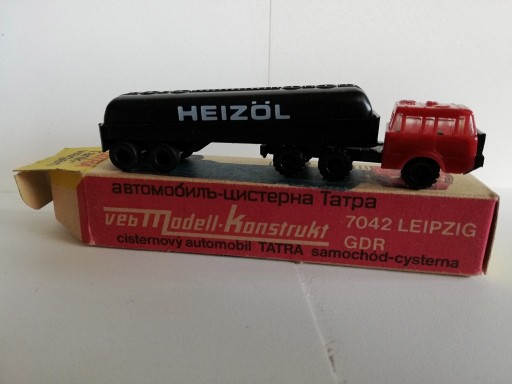 HEIZÖL
автомобиль-цистерна Татра
VEB Modell-Konstrukt
7042 LEIPZIG
GDR
cisternový automobil TATRA samochód-cysterna